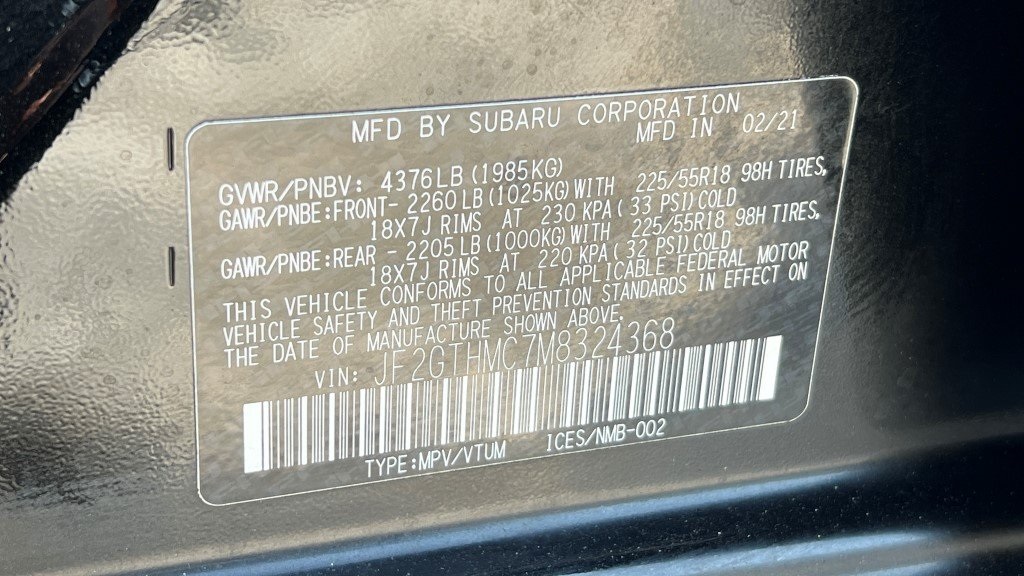 MFD BY SUBARU CORPORATION
MFD IN 02/21
GVWR/PNBV: 4376LB (1985KG)
GAWR/PNBE:FRONT- 2260LB (1025KG) WITH 225/55R18 98H TIRES,
18X7J RIMS AT 230 KPA ( 33 PSI) COLD
GAWR/PNBE:REAR - 2205LB (1000KG) WITH 225/55R18 98H TIRES,
18X7J RIMS AT 220 KPA ( 32 PSI) COLD
THIS VEHICLE CONFORMS TO ALL APPLICABLE FEDERAL MOTOR
VEHICLE SAFETY AND THEFT PREVENTION STANDARDS IN EFFECT ON
THE DATE OF MANUFACTURE SHOWN ABOVE.
VIN: JF2GTHMC7M8324368
TYPE:MPV/VTUM ICES/NMB-002